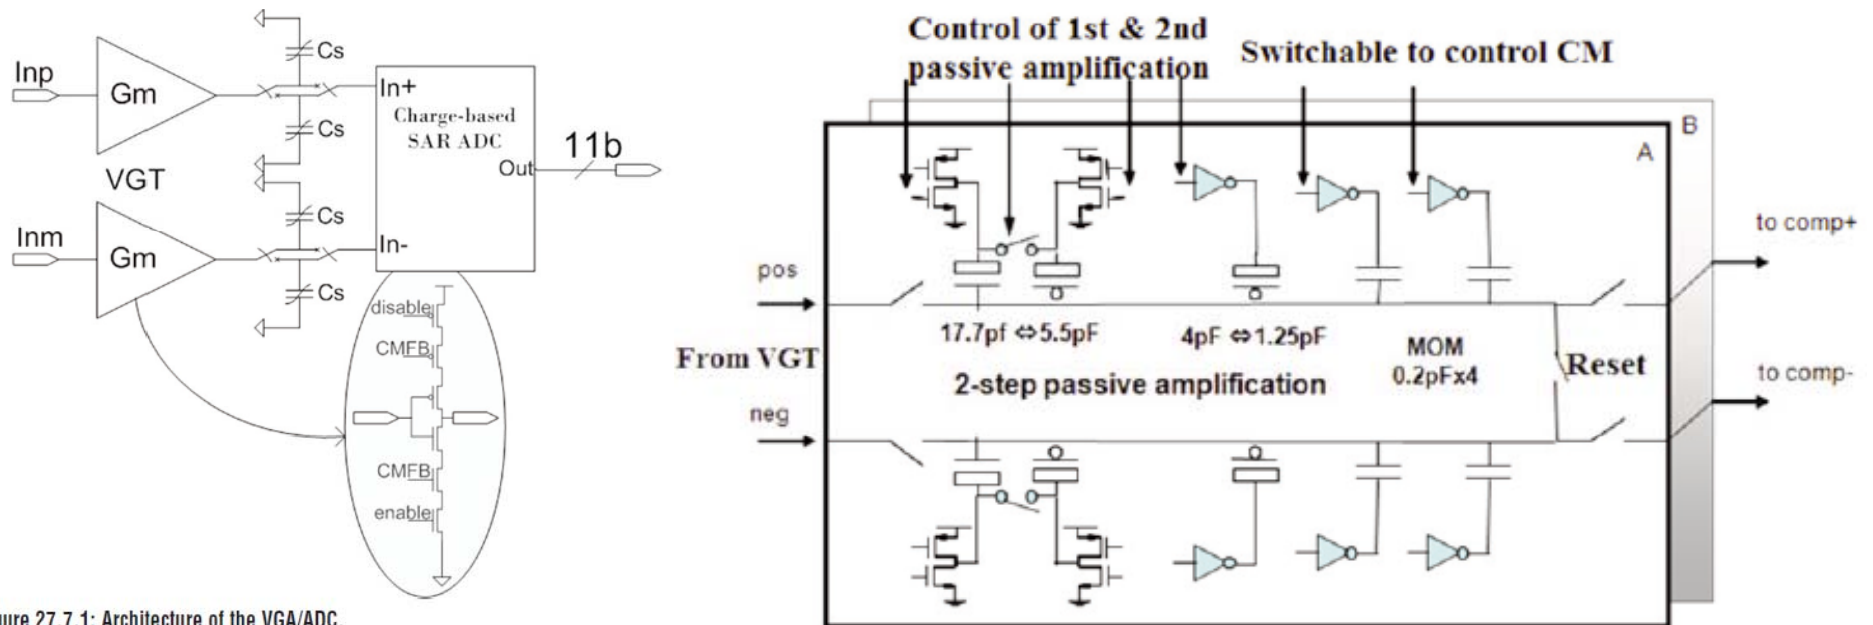 Inp
Gm
Cs
Cs
In+
Charge-based
SAR ADC
Out
11b
VGT
Cs
Inm
Gm
In-
Cs
disable
CMFB
CMFB
enable
ure 27.7.1: Architecture of the VGA/ADC.
Control of 1st & 2nd
passive amplification
Switchable to control CM
B
A
pos
17.7pf ⇔5.5pF
4pF ⇔1.25pF
From VGT
2-step passive amplification
MOM
0.2pFx4
Reset
neg
to comp+
to comp-